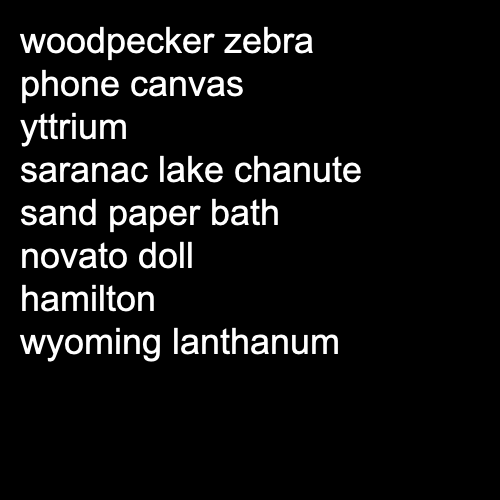 woodpecker zebra
phone canvas
yttrium
saranac lake chanute
sand paper bath
novato doll
hamilton
wyoming lanthanum